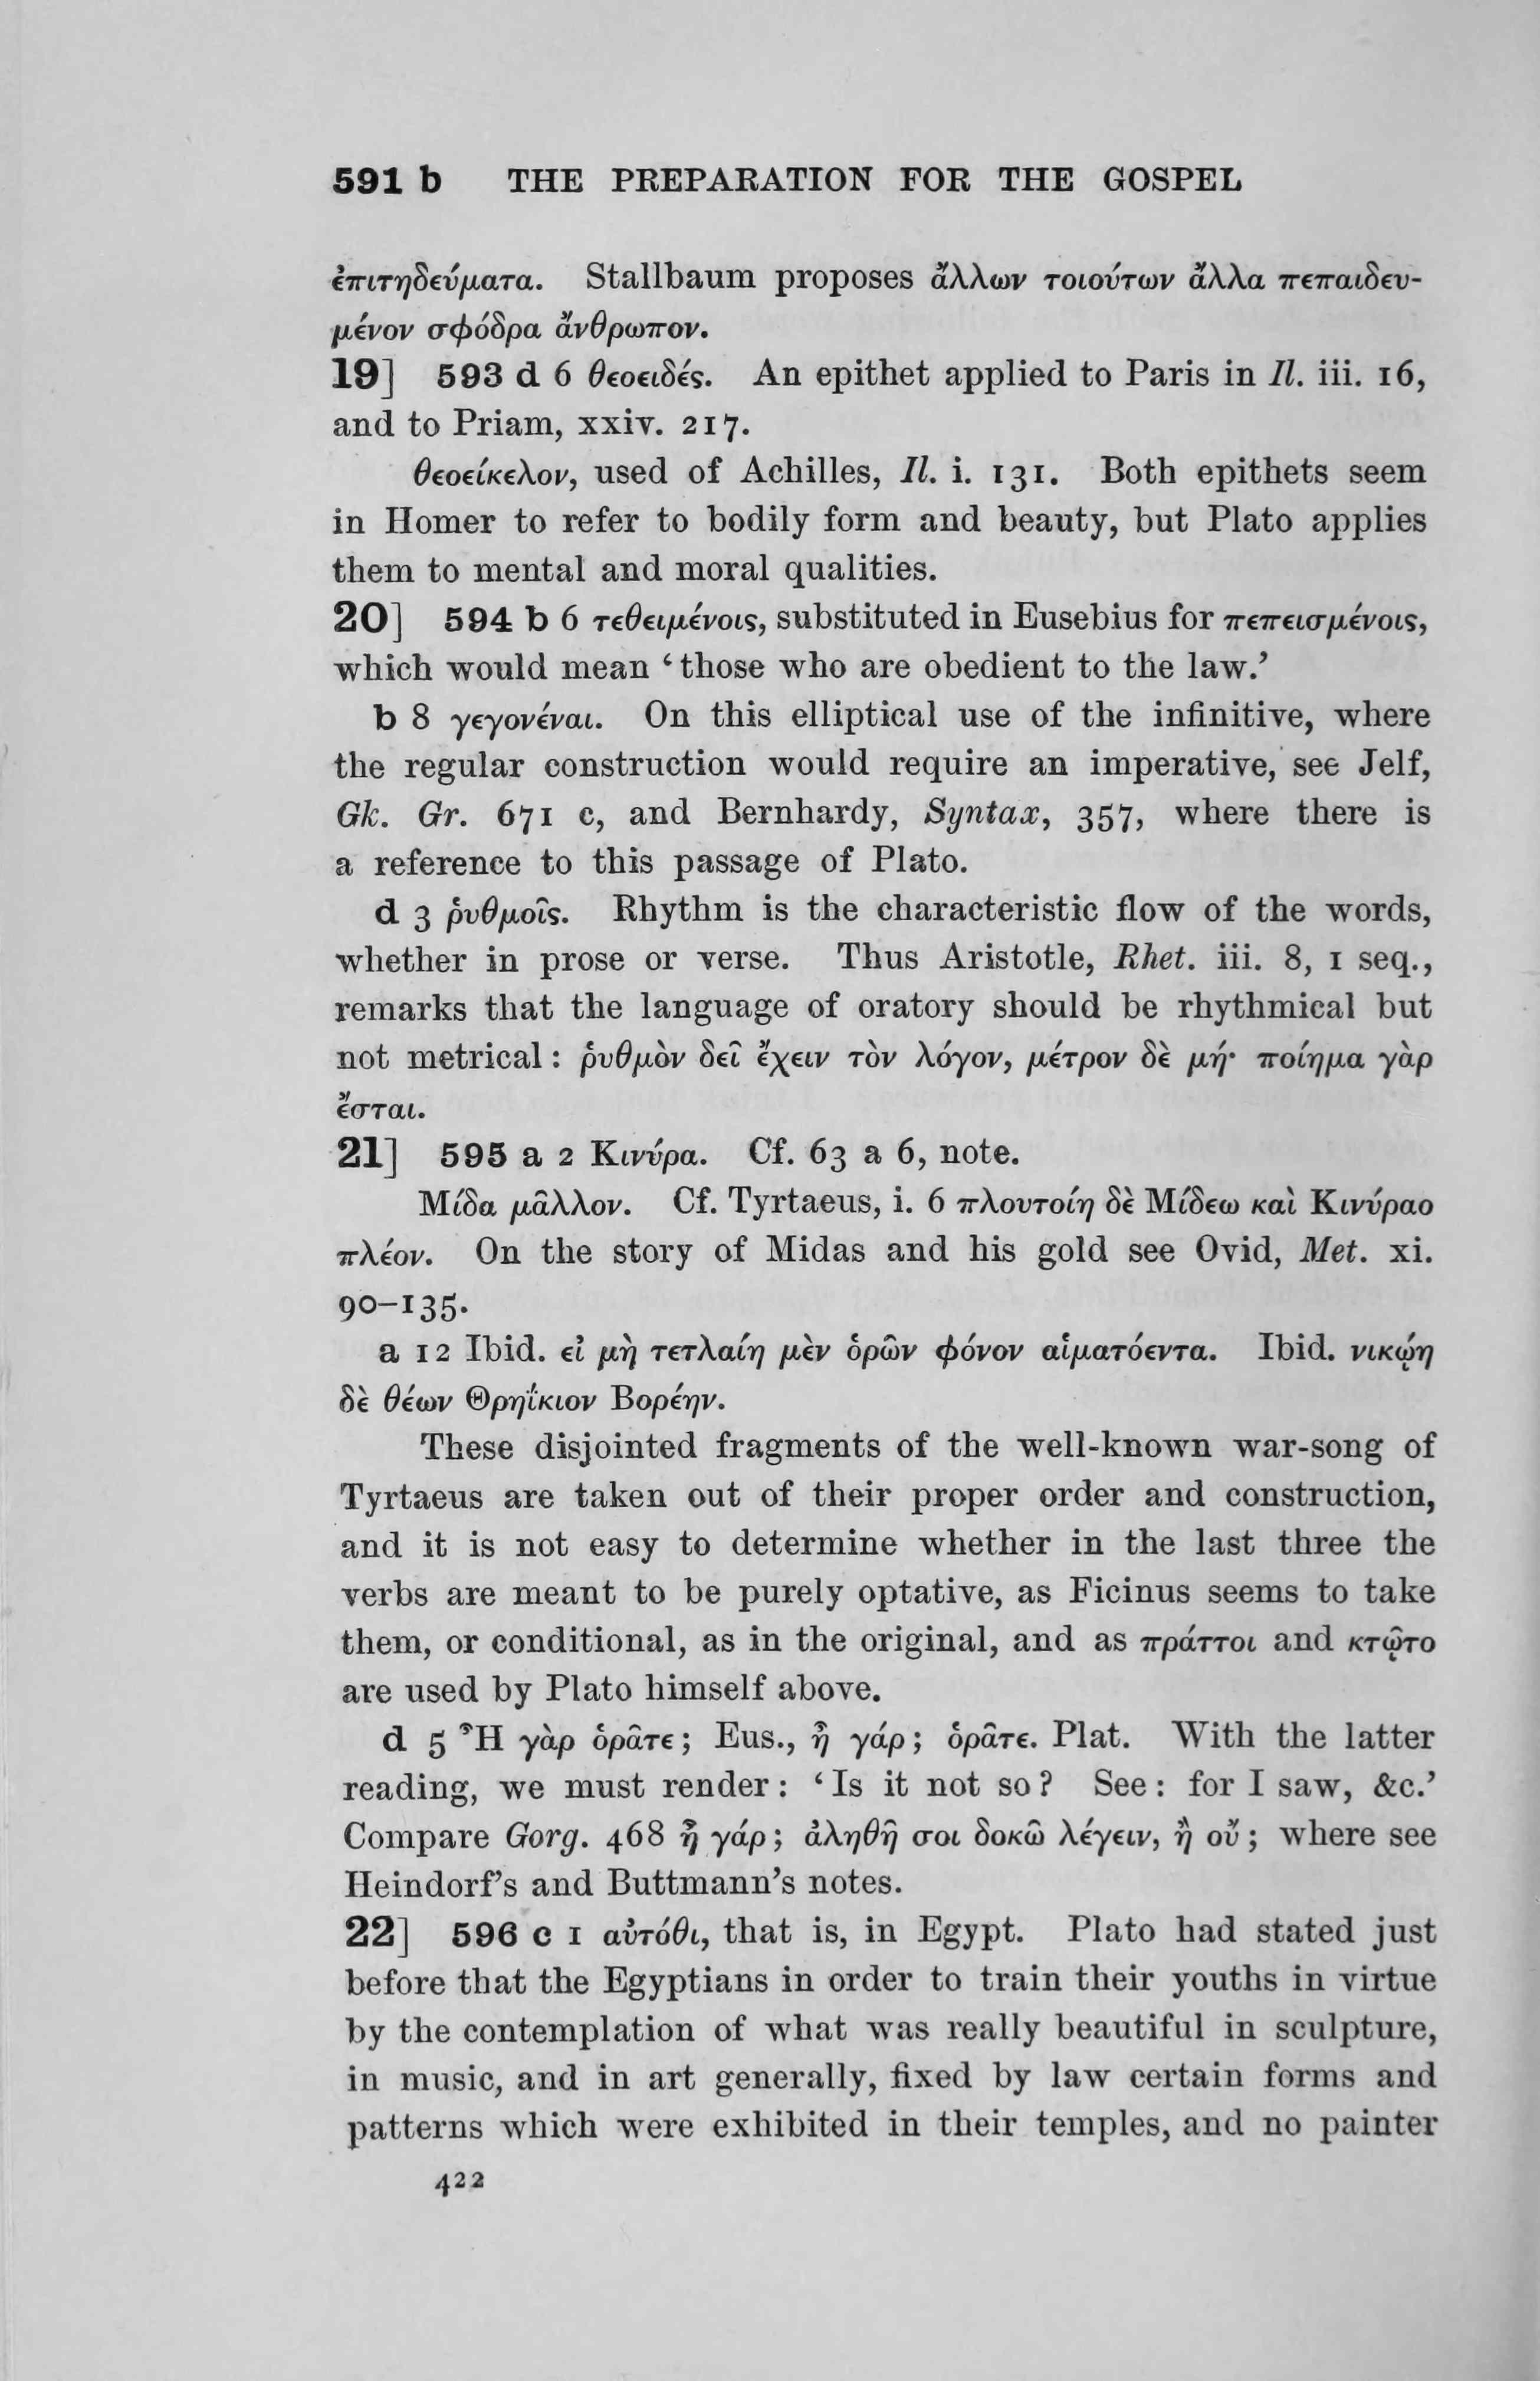 591 b THE PREPARATION FOR THE GOSPEL
ἐπιτηδεύματα. Stallbaum proposes ἄλλων τοιούτων ἄλλα πεπαιδευ-
μένον σφόδρα ἄνθρωπον.
19] 593 d 6 θεοειδές. An epithet applied to Paris in Il. iii. 16,
and to Priam, xxiv. 217.
θεοείκελον, used of Achilles, Il. i. 131. Both epithets seem
in Homer to refer to bodily form and beauty, but Plato applies
them to mental and moral qualities.
20] 594 b 6 τεθειμένοις, substituted in Eusebius for πεπεισμένοις,
which would mean ‘those who are obedient to the law.’
b 8 γεγονέναι. On this elliptical use of the infinitive, where
the regular construction would require an imperative, see Jelf,
Gk. Gr. 671 c, and Bernhardy, Syntax, 357, where there is
a reference to this passage of Plato.
d 3 ῥυθμοῖς. Rhythm is the characteristic flow of the words,
whether in prose or verse. Thus Aristotle, Rhet. iii. 8, 1 seq.,
remarks that the language of oratory should be rhythmical but
not metrical: ῥυθμὸν δεῖ ἔχειν τὸν λόγον, μέτρον δὲ μή· ποίημα γὰρ
ἔσται.
21] 595 a 2 Κινύρα. Cf. 63 a 6, note.
Μίδα μᾶλλον. Cf. Tyrtaeus, i. 6 πλουτοίη δὲ Μίδεω καὶ Κινύραο
πλέον. On the story of Midas and his gold see Ovid, Met. xi.
90–135.
a 12 Ibid. εἰ μὴ τετλαίη μὲν ὁρῶν φόνον αἱματόεντα. Ibid. νικῴη
δὲ θέων Θρηΐκιον Βορέην.
These disjointed fragments of the well-known war-song of
Tyrtaeus are taken out of their proper order and construction,
and it is not easy to determine whether in the last three the
verbs are meant to be purely optative, as Ficinus seems to take
them, or conditional, as in the original, and as πράττοι and κτῷτο
are used by Plato himself above.
d 5 Ἦ γὰρ ὁρᾶτε; Eus., ἦ γάρ; ὁρᾶτε. Plat. With the latter
reading, we must render: ‘Is it not so? See: for I saw, &c.’
Compare Gorg. 468 ἦ γάρ; ἀληθῆ σοι δοκῶ λέγειν, ἢ οὔ; where see
Heindorf’s and Buttmann’s notes.
22] 596 c 1 αὐτόθι, that is, in Egypt. Plato had stated just
before that the Egyptians in order to train their youths in virtue
by the contemplation of what was really beautiful in sculpture,
in music, and in art generally, fixed by law certain forms and
patterns which were exhibited in their temples, and no painter
422